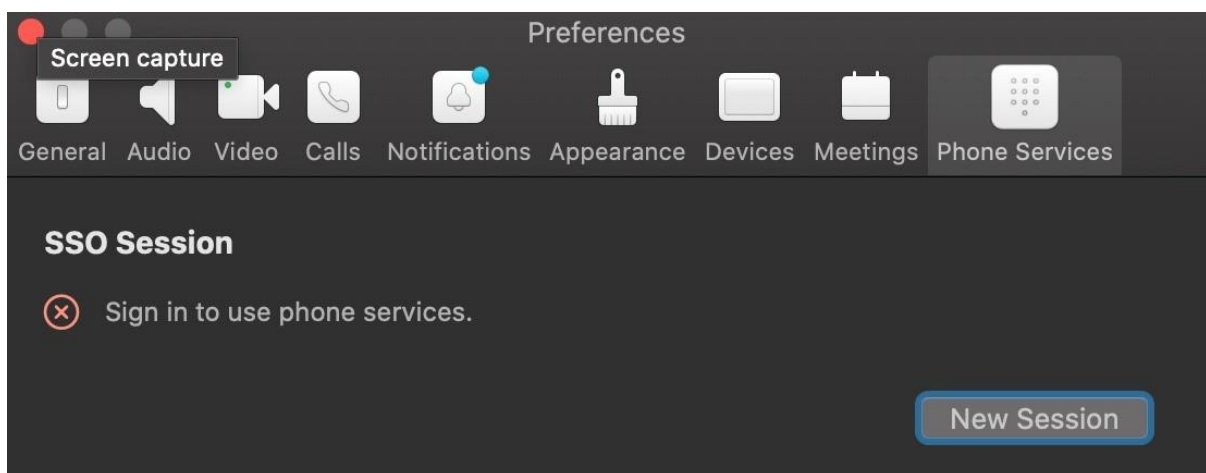 Preferences
Screen capture
General Audio Video Calls Notifications Appearance Devices Meetings Phone Services
SSO Session
Sign in to use phone services.
New Session